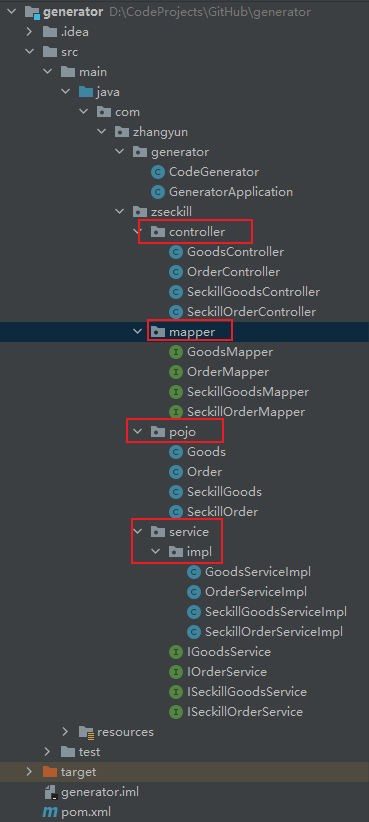 generator D:\CodeProjects\GitHub\generator
.idea
src
main
java
com
zhangyun
generator
CodeGenerator
GeneratorApplication
zseckill
controller
GoodsController
OrderController
SeckillGoodsController
SeckillOrderController
mapper
GoodsMapper
OrderMapper
SeckillGoodsMapper
SeckillOrderMapper
pojo
Goods
Order
SeckillGoods
SeckillOrder
service
impl
GoodsServiceImpl
OrderServiceImpl
SeckillGoodsServiceImpl
SeckillOrderServiceImpl
IGoodsService
IOrderService
ISeckillGoodsService
ISeckillOrderService
resources
test
target
generator.iml
pom.xml